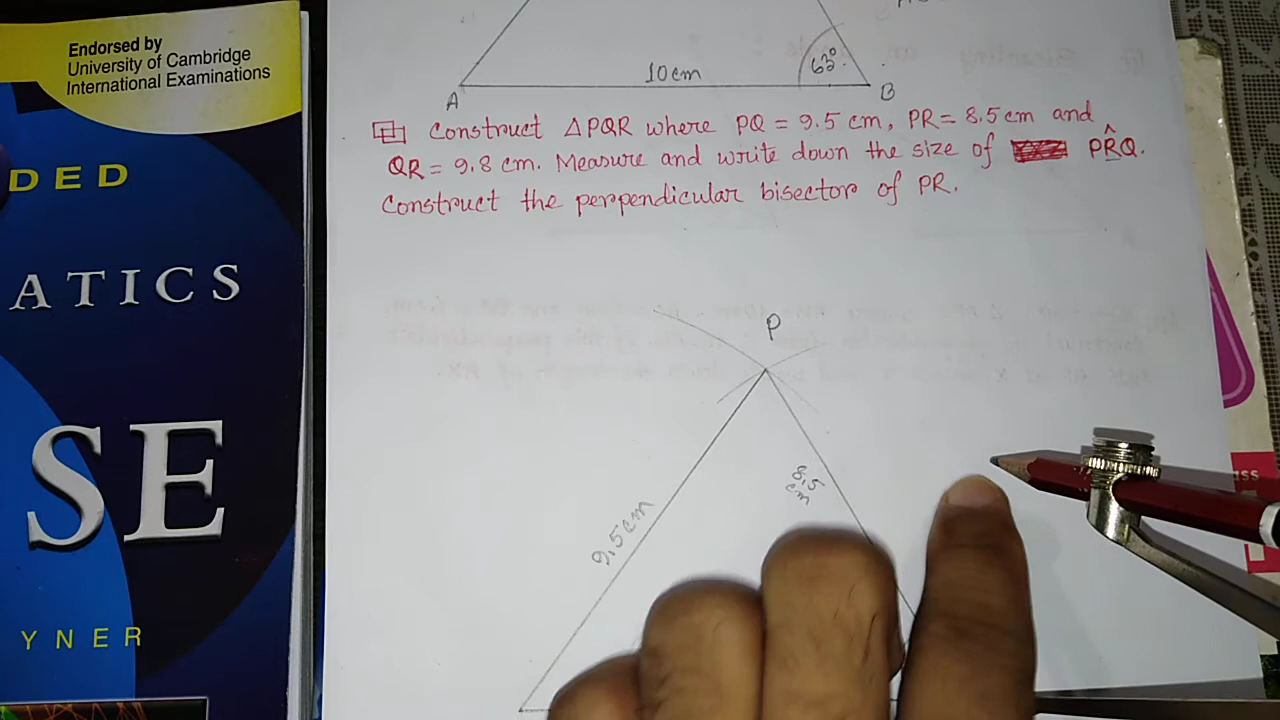 Endorsed by
University of Cambridge
International Examinations
DED
ATICS
SE
YNER
10cm
63°
A
B
Construct △PQR where PQ = 9.5 cm, PR = 8.5 cm and
QR = 9.8 cm. Measure and write down the size of PR̂Q.
Construct the perpendicular bisector of PR.
P
9.5cm
8.5
cm